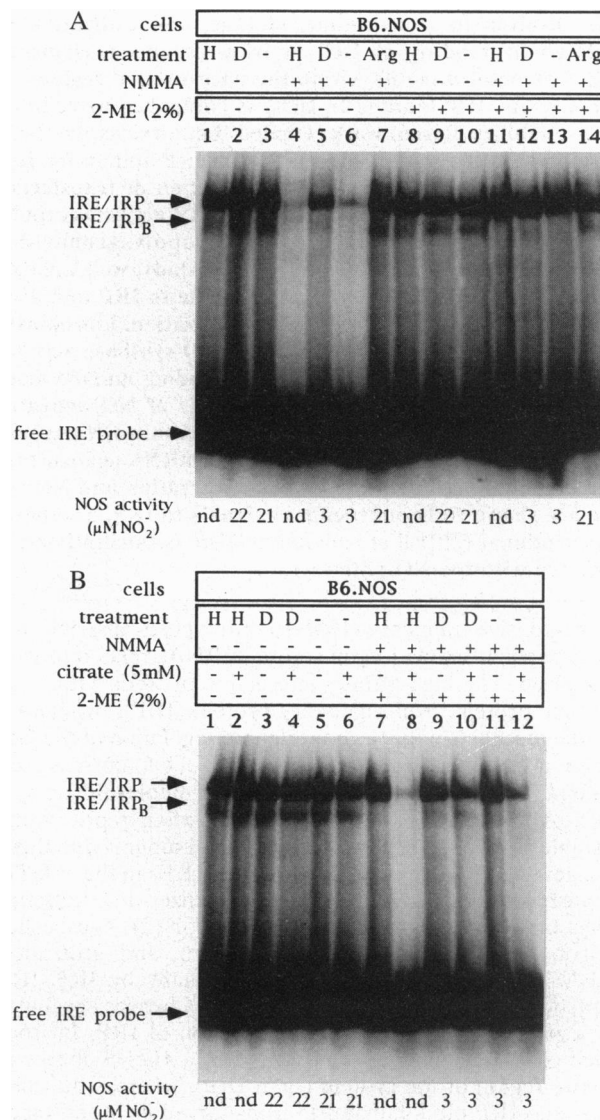 A
cells B6.NOS
treatment H D - H D - Arg H D - H D - Arg
NMMA - - - + + + - - - - + + + +
2-ME (2%) - - - - - - - + + + + + + +
1 2 3 4 5 6 7 8 9 10 11 12 13 14
IRE/IRP
IRE/IRP_B
free IRE probe
NOS activity
(µM NO₂⁻)
nd 22 21 nd 3 3 21 nd 22 21 nd 3 3 21
B
cells B6.NOS
treatment H H D D - - H H D D -
NMMA - - - - - - + + + + + +
citrate (5mM) - + - + - + - + - + - +
2-ME (2%) - - - - - - + + + + + +
1 2 3 4 5 6 7 8 9 10 11 12
IRE/IRP
IRE/IRP_B
free IRE probe
NOS activity
(µM NO₂⁻)
nd nd 22 22 21 21 nd nd 3 3 3 3